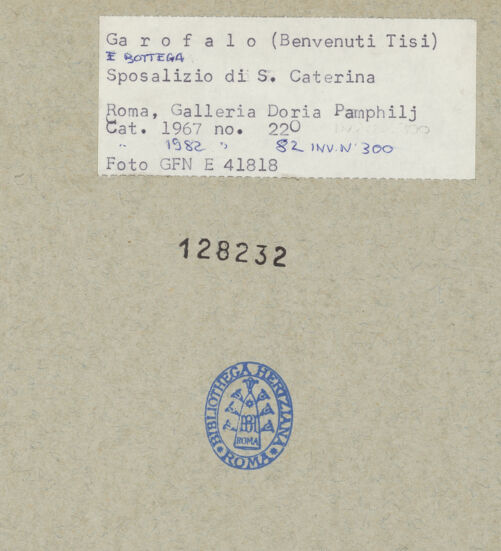 Garofalo (Benvenuti Tisi)
E BOTTEGA
Sposalizio di S. Caterina
Roma, Galleria Doria Pamphilj
Cat. 1967 no. 220
" 1982 " 82 INV. N° 300
Foto GFN E 41818
128232
BIBLIOTHECA HERTZIANA
ROMA
ROMA